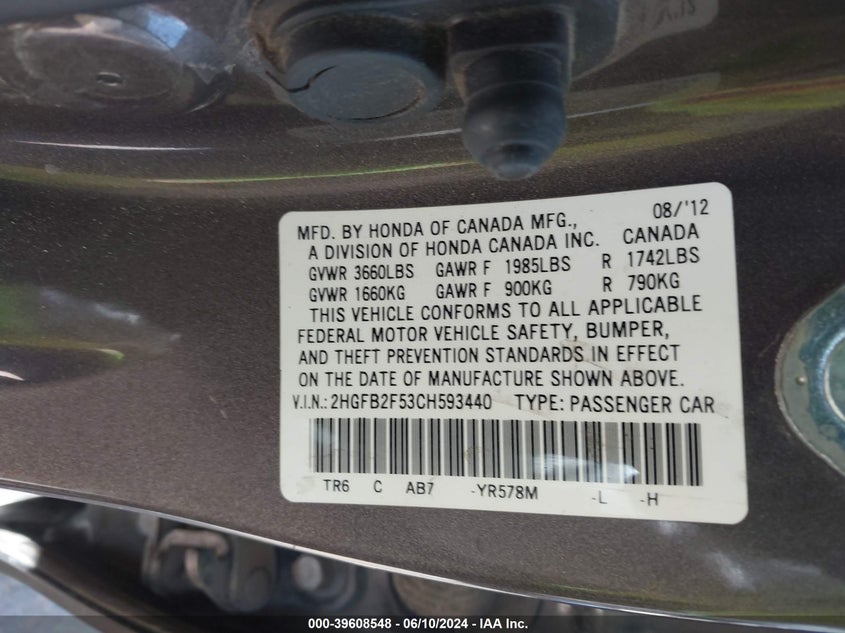 08/'12
MFD. BY HONDA OF CANADA MFG.,
A DIVISION OF HONDA CANADA INC. CANADA
GVWR 3660LBS GAWR F 1985LBS R 1742LBS
GVWR 1660KG GAWR F 900KG R 790KG
THIS VEHICLE CONFORMS TO ALL APPLICABLE
FEDERAL MOTOR VEHICLE SAFETY, BUMPER,
AND THEFT PREVENTION STANDARDS IN EFFECT
ON THE DATE OF MANUFACTURE SHOWN ABOVE.
V.I.N.: 2HGFB2F53CH593440 TYPE: PASSENGER CAR
TR6 C AB7 -YR578M -L -H
000-39608548 - 06/10/2024 - IAA Inc.